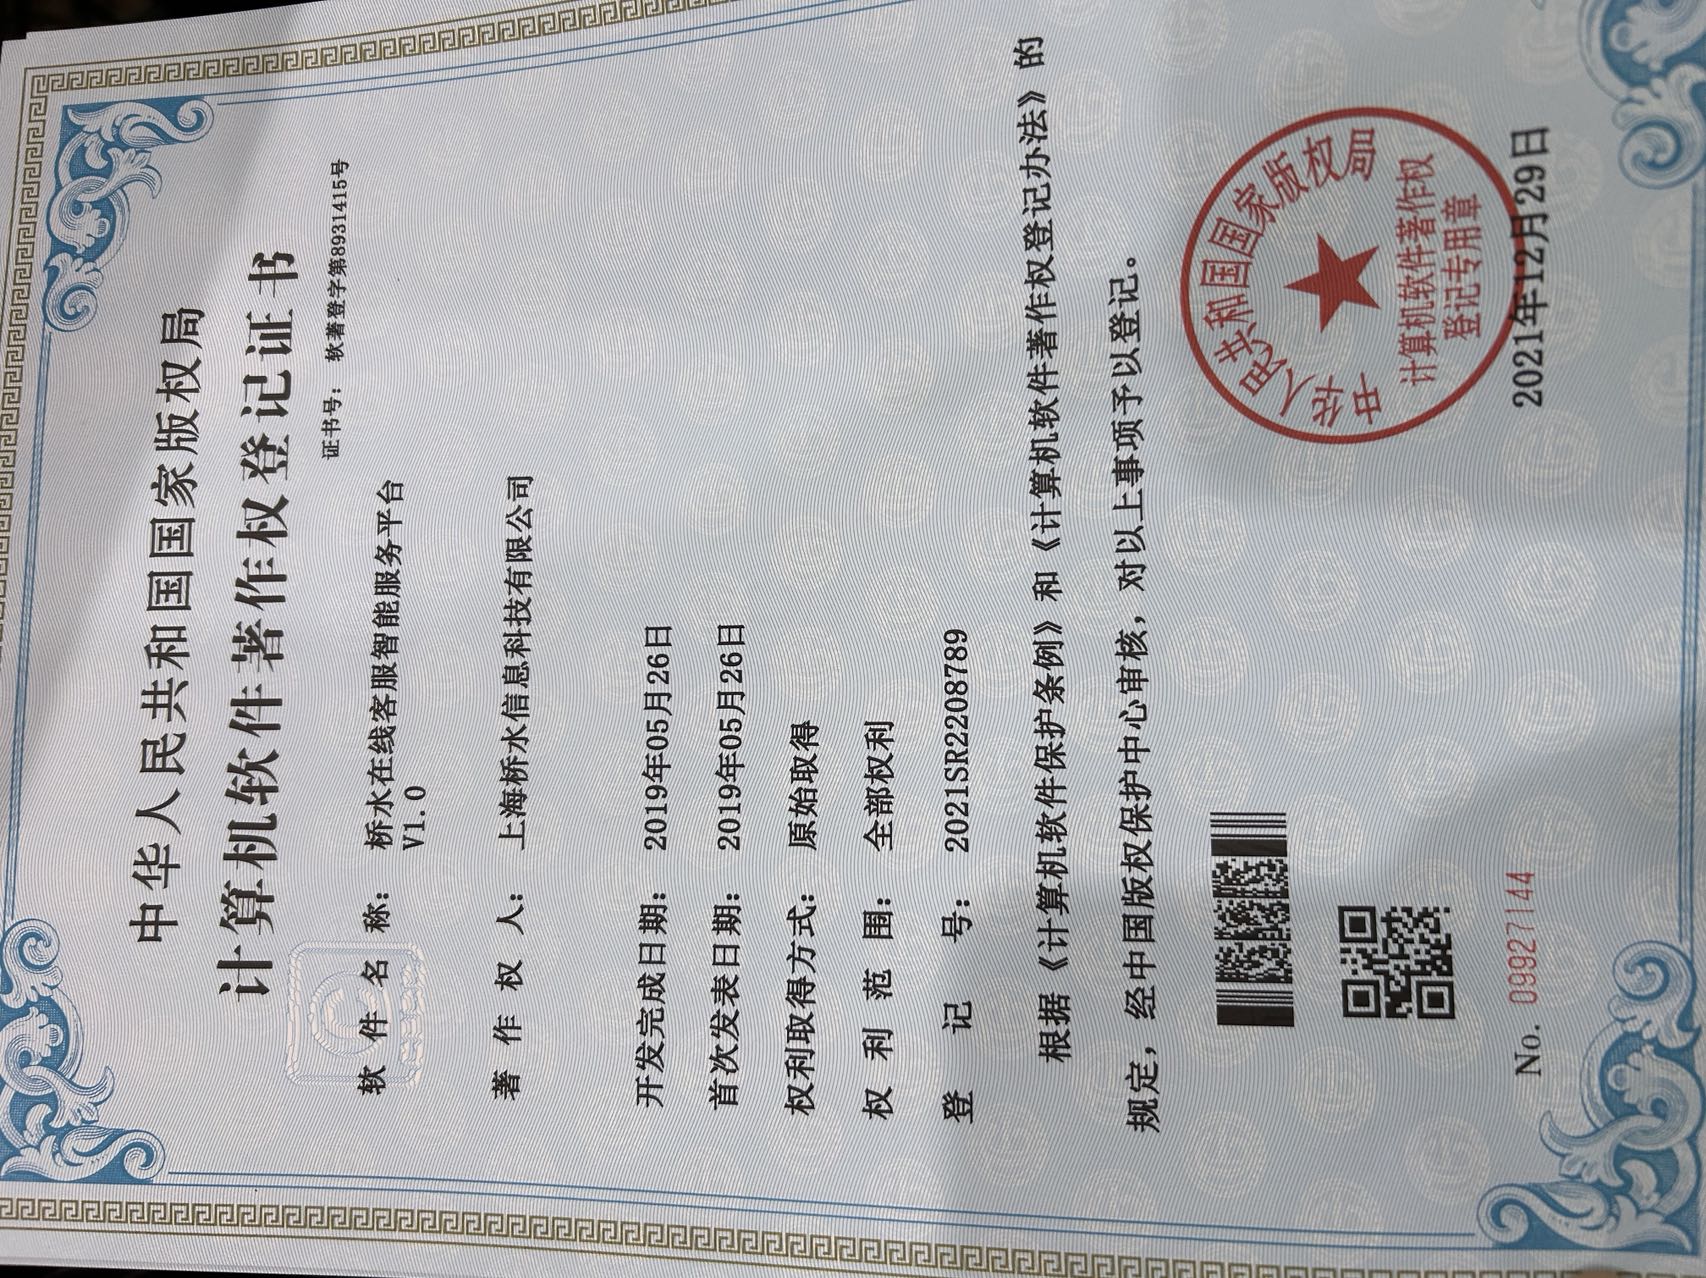 中华人民共和国国家版权局
计算机软件著作权登记证书
证书号： 软著登字第8931415号
软件名称： 桥水在线客服智能服务平台
V1.0
著作权人： 上海桥水信息科技有限公司
开发完成日期： 2019年05月26日
首次发表日期： 2019年05月26日
权利取得方式： 原始取得
权利范围： 全部权利
登记号： 2021SR2208789
根据《计算机软件保护条例》和《计算机软件著作权登记办法》的
规定，经中国版权保护中心审核，对以上事项予以登记。
中华人民共和国国家版权局
计算机软件著作权
登记专用章
No. 09927144
2021年12月29日